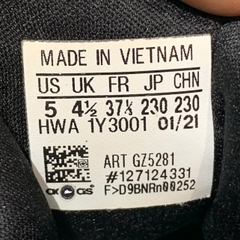 MADE IN VIETNAM
US UK FR JP CHN
5 4½ 37⅓ 230 230
HWA 1Y3001 01/21
ART GZ5281
#127124331
F>D9BNRn00252